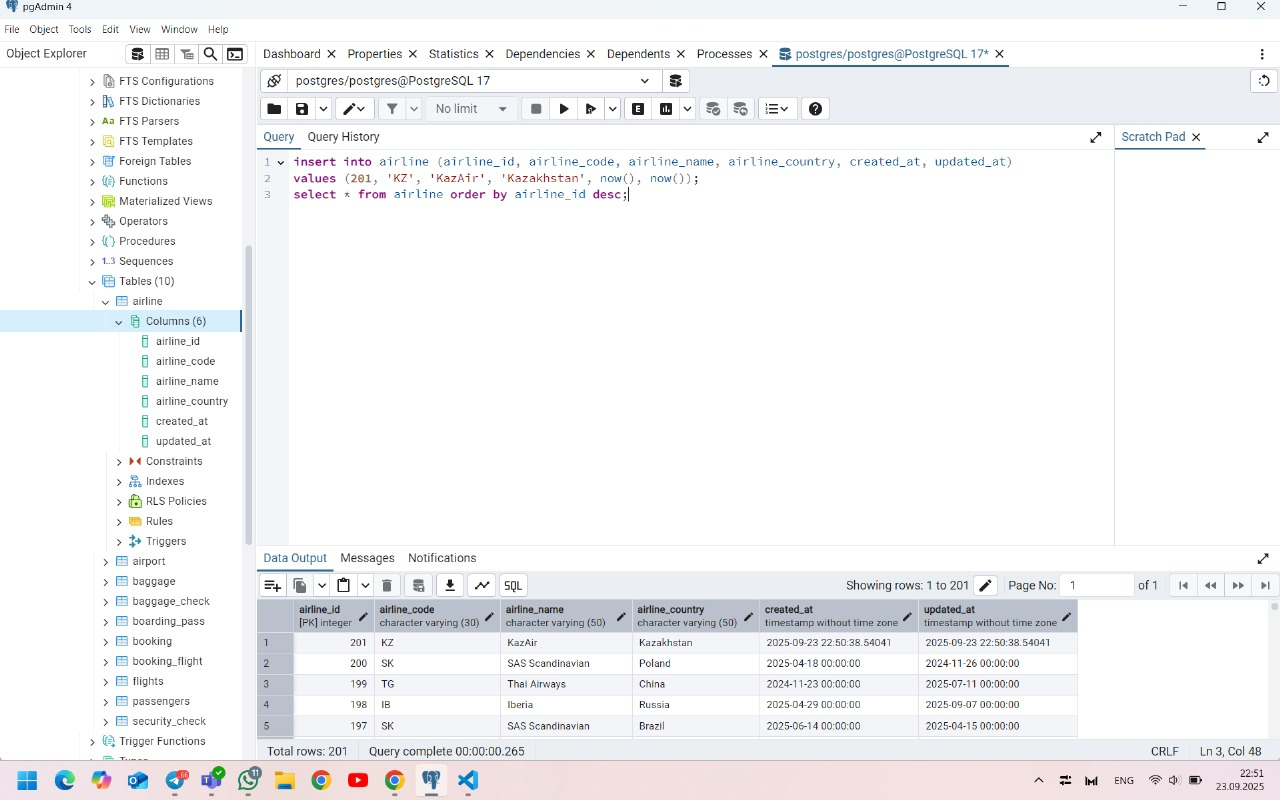 pgAdmin 4
File Object Tools Edit View Window Help
Object Explorer
Dashboard Properties Statistics Dependencies Dependents Processes postgres/postgres@PostgreSQL 17*
postgres/postgres@PostgreSQL 17
No limit
E
Query Query History
Scratch Pad
1 insert into airline (airline_id, airline_code, airline_name, airline_country, created_at, updated_at)
2 values (201, 'KZ', 'KazAir', 'Kazakhstan', now(), now());
3 select * from airline order by airline_id desc;
FTS Configurations
FTS Dictionaries
Aa FTS Parsers
FTS Templates
Foreign Tables
Functions
Materialized Views
Operators
Procedures
1..3 Sequences
Tables (10)
airline
Columns (6)
airline_id
airline_code
airline_name
airline_country
created_at
updated_at
Constraints
Indexes
RLS Policies
Rules
Triggers
airport
baggage
baggage_check
boarding_pass
booking
booking_flight
flights
passengers
security_check
Trigger Functions
Types
Data Output Messages Notifications
SQL
Showing rows: 1 to 201 Page No: 1 of 1
airline_id airline_code airline_name airline_country created_at updated_at
[PK] integer character varying (30) character varying (50) character varying (50) timestamp without time zone timestamp without time zone
1 201 KZ KazAir Kazakhstan 2025-09-23 22:50:38.54041 2025-09-23 22:50:38.54041
2 200 SK SAS Scandinavian Poland 2025-04-18 00:00:00 2024-11-26 00:00:00
3 199 TG Thai Airways China 2024-11-23 00:00:00 2025-07-11 00:00:00
4 198 IB Iberia Russia 2025-04-29 00:00:00 2025-09-07 00:00:00
5 197 SK SAS Scandinavian Brazil 2025-06-14 00:00:00 2025-04-15 00:00:00
Total rows: 201 Query complete 00:00:00.265 CRLF Ln 3, Col 48
66
11
ENG
22:51
23.09.2025